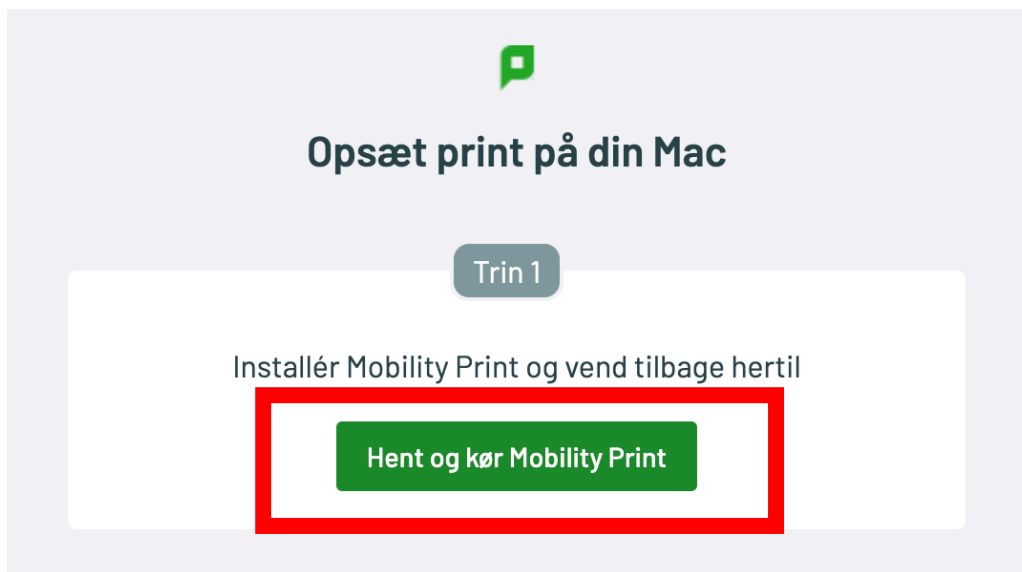 Opsæt print på din Mac
Trin 1
Installér Mobility Print og vend tilbage hertil
Hent og kør Mobility Print